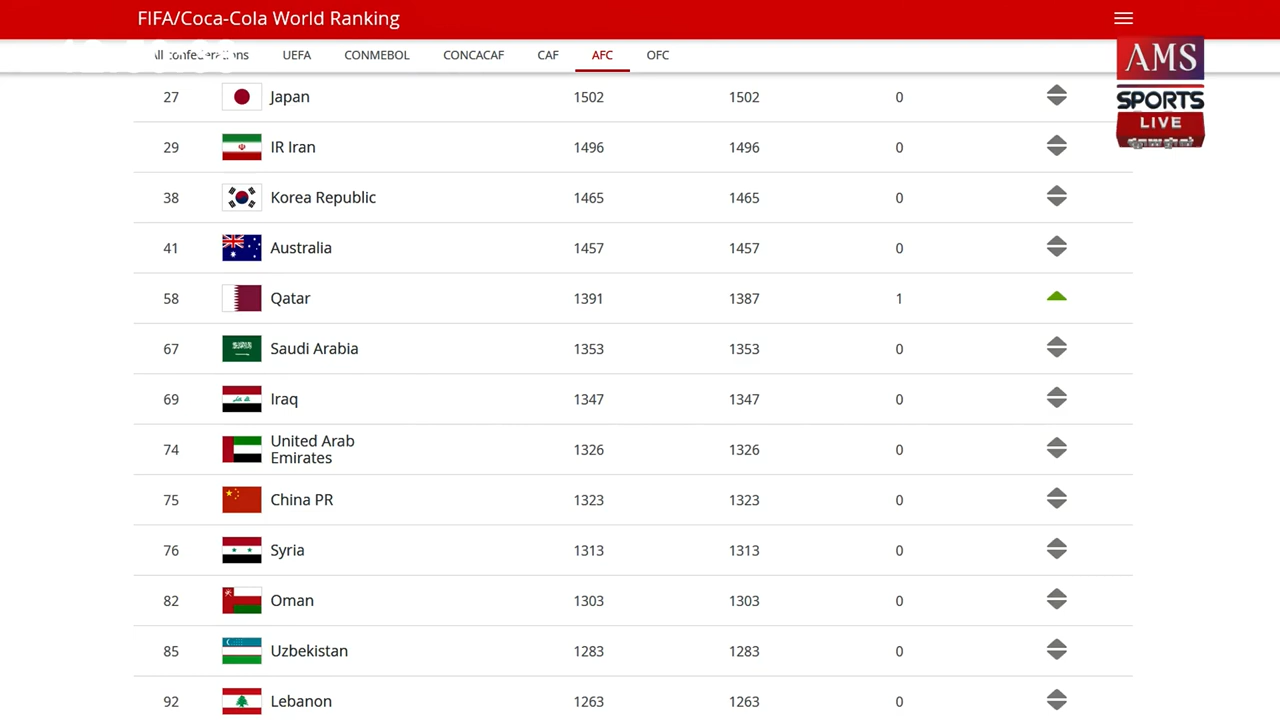 FIFA/Coca-Cola World Ranking
All confederations UEFA CONMEBOL CONCACAF CAF AFC OFC
AMS
SPORTS
LIVE
27 Japan 1502 1502 0
29 IR Iran 1496 1496 0
38 Korea Republic 1465 1465 0
41 Australia 1457 1457 0
58 Qatar 1391 1387 1
67 Saudi Arabia 1353 1353 0
69 Iraq 1347 1347 0
74 United Arab Emirates 1326 1326 0
75 China PR 1323 1323 0
76 Syria 1313 1313 0
82 Oman 1303 1303 0
85 Uzbekistan 1283 1283 0
92 Lebanon 1263 1263 0